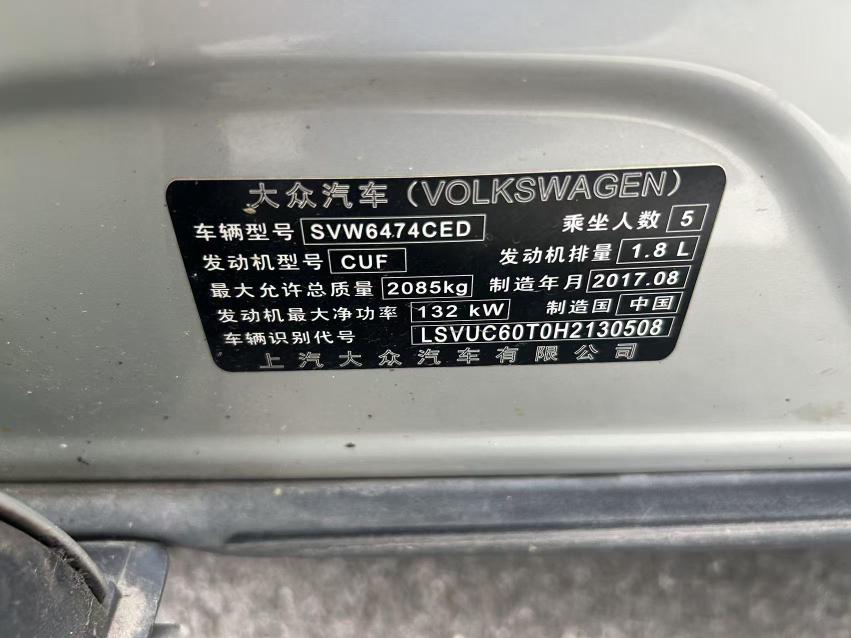 大众汽车（VOLKSWAGEN）
车辆型号 SVW6474CED 乘坐人数 5
发动机型号 CUF 发动机排量 1.8 L
最大允许总质量 2085kg 制造年月 2017.08
发动机最大净功率 132 kW 制造国 中国
车辆识别代号 LSVUC60T0H2130508
上汽大众汽车有限公司